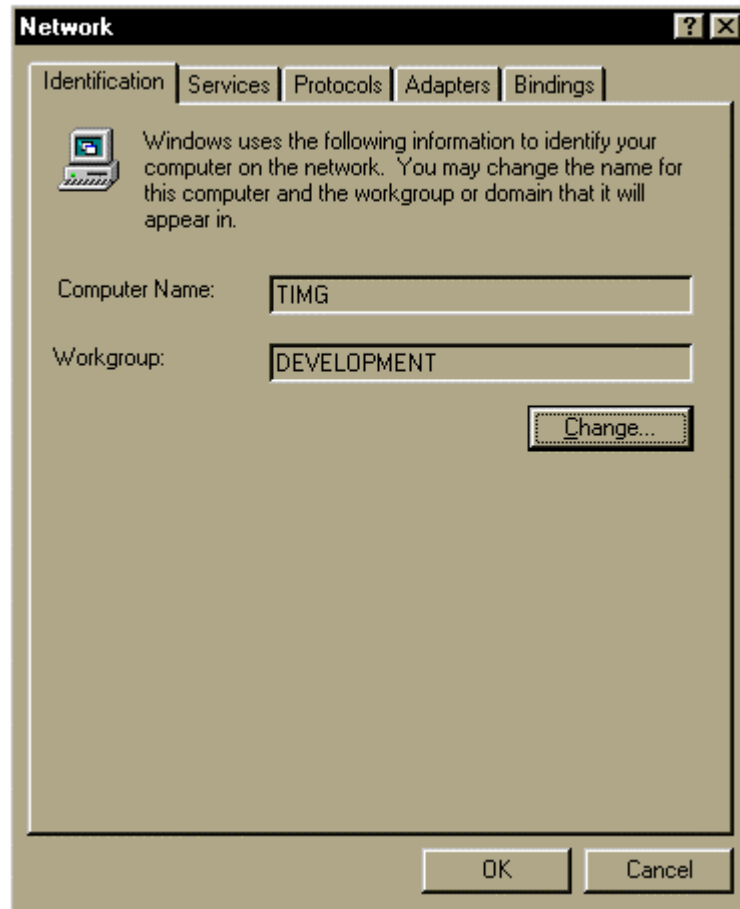 Network
Identification Services Protocols Adapters Bindings
Windows uses the following information to identify your
computer on the network.  You may change the name for
this computer and the workgroup or domain that it will
appear in.
Computer Name: TIMG
Workgroup: DEVELOPMENT
Change...
OK Cancel